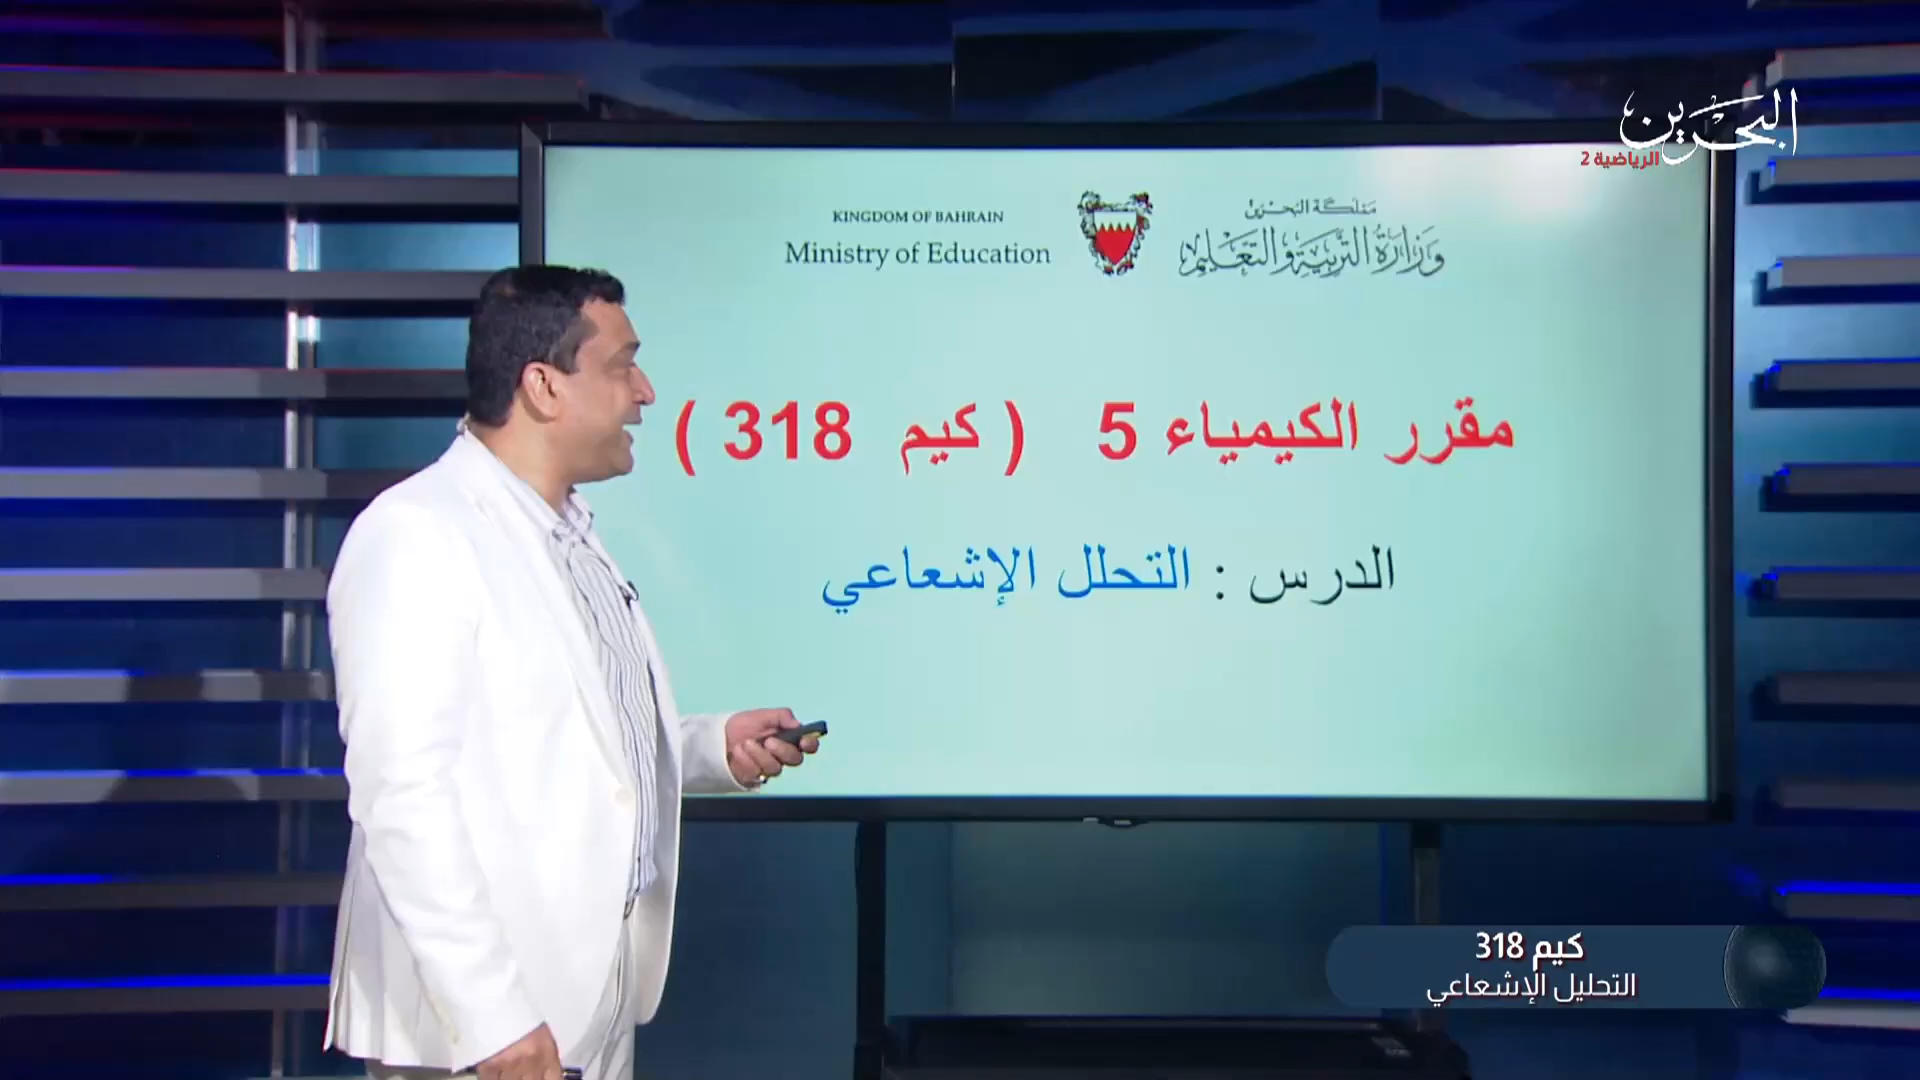 البحرين
الرياضية 2
مملكة البحرين
وزارة التربية والتعليم
KINGDOM OF BAHRAIN
Ministry of Education
مقرر الكيمياء 5 ( كيم 318 )
الدرس : التحلل الإشعاعي
كيم 318
التحليل الإشعاعي